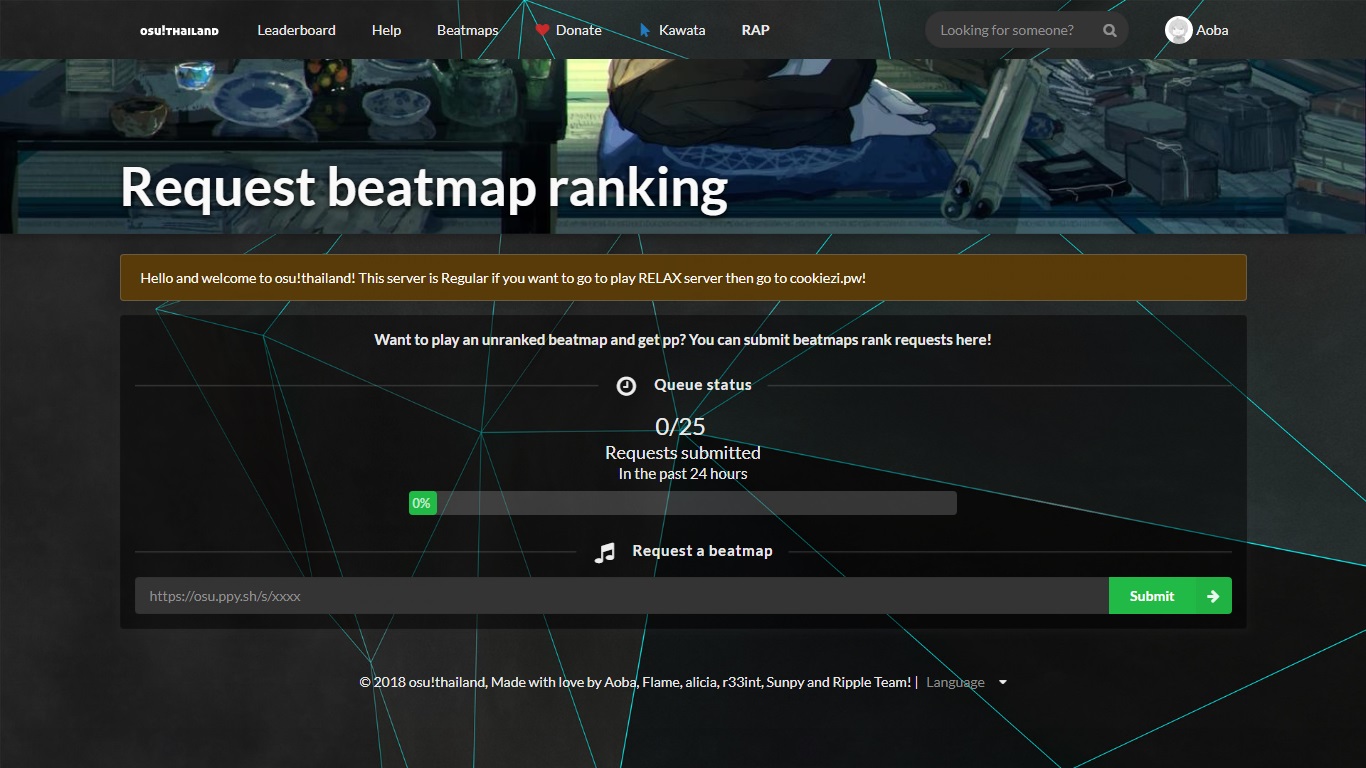 osu!THAILAND Leaderboard Help Beatmaps Donate Kawata RAP Looking for someone? Aoba
Request beatmap ranking
Hello and welcome to osu!thailand! This server is Regular if you want to go to play RELAX server then go to cookiezi.pw!
Want to play an unranked beatmap and get pp? You can submit beatmaps rank requests here!
Queue status
0/25
Requests submitted
In the past 24 hours
0%
Request a beatmap
https://osu.ppy.sh/s/xxxx Submit
© 2018 osu!thailand, Made with love by Aoba, Flame, alicia, r33int, Sunpy and Ripple Team! | Language